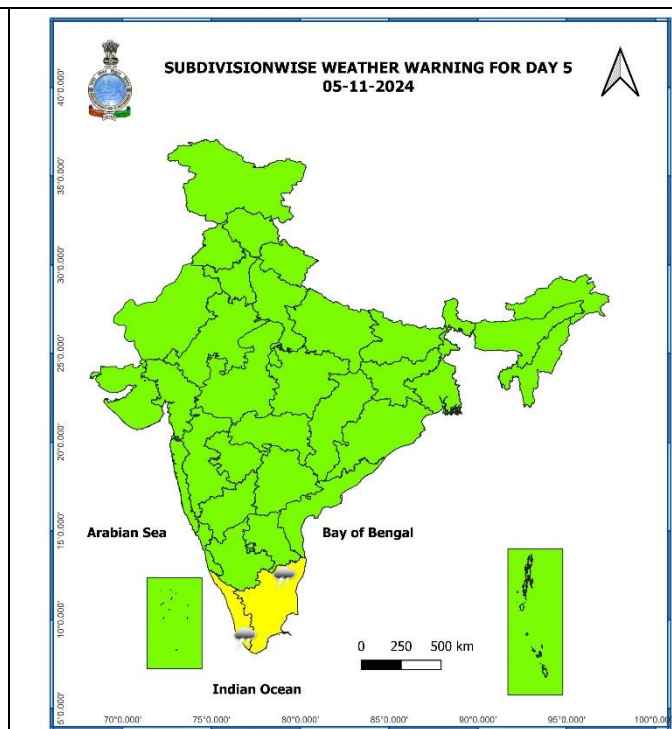 SUBDIVISIONWISE WEATHER WARNING FOR DAY 5
05-11-2024
40°0.000'
35°0.000'
30°0.000'
25°0.000'
20°0.000'
15°0.000'
10°0.000'
5°0.000'
Arabian Sea
Bay of Bengal
0 250 500 km
Indian Ocean
70°0.000' 75°0.000' 80°0.000' 85°0.000' 90°0.000' 95°0.000' 100°0.00